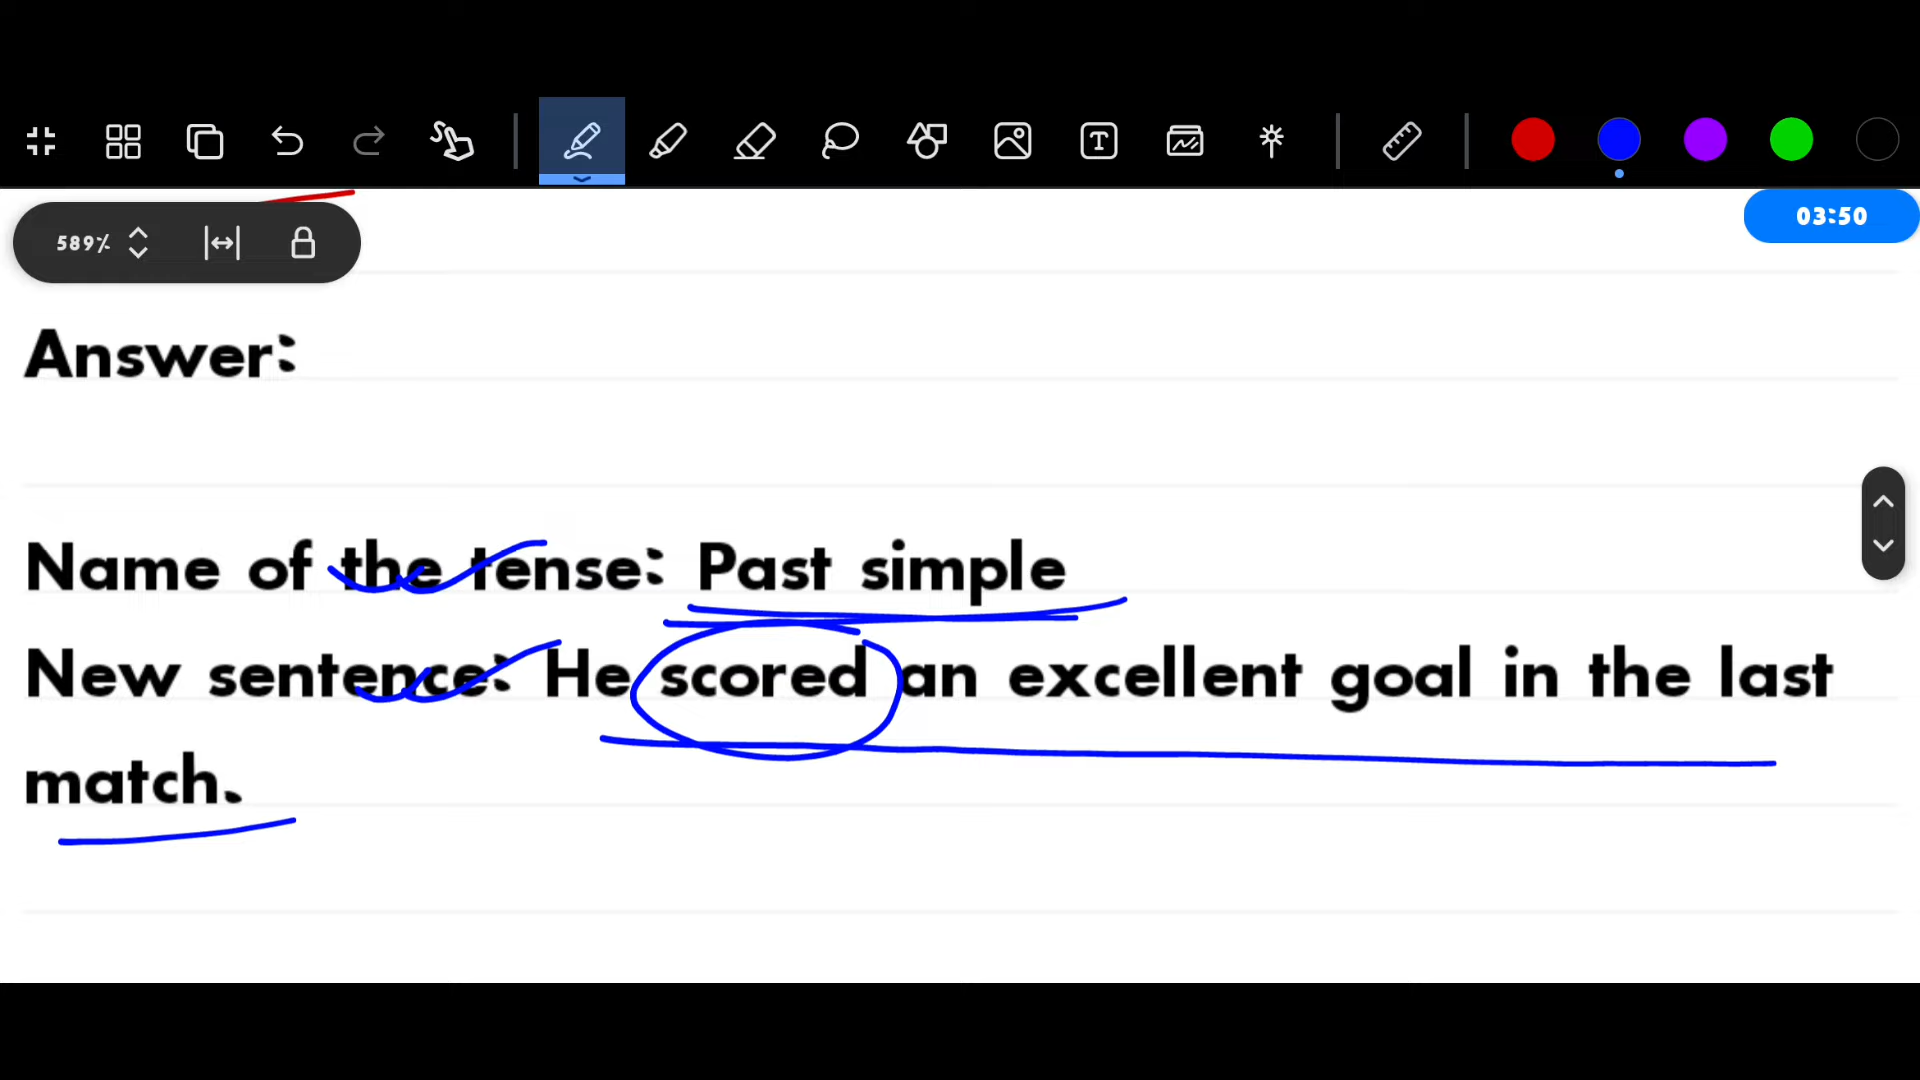 589%
03:50
Answer:
Name of the tense: Past simple
New sentence: He scored an excellent goal in the last
match.